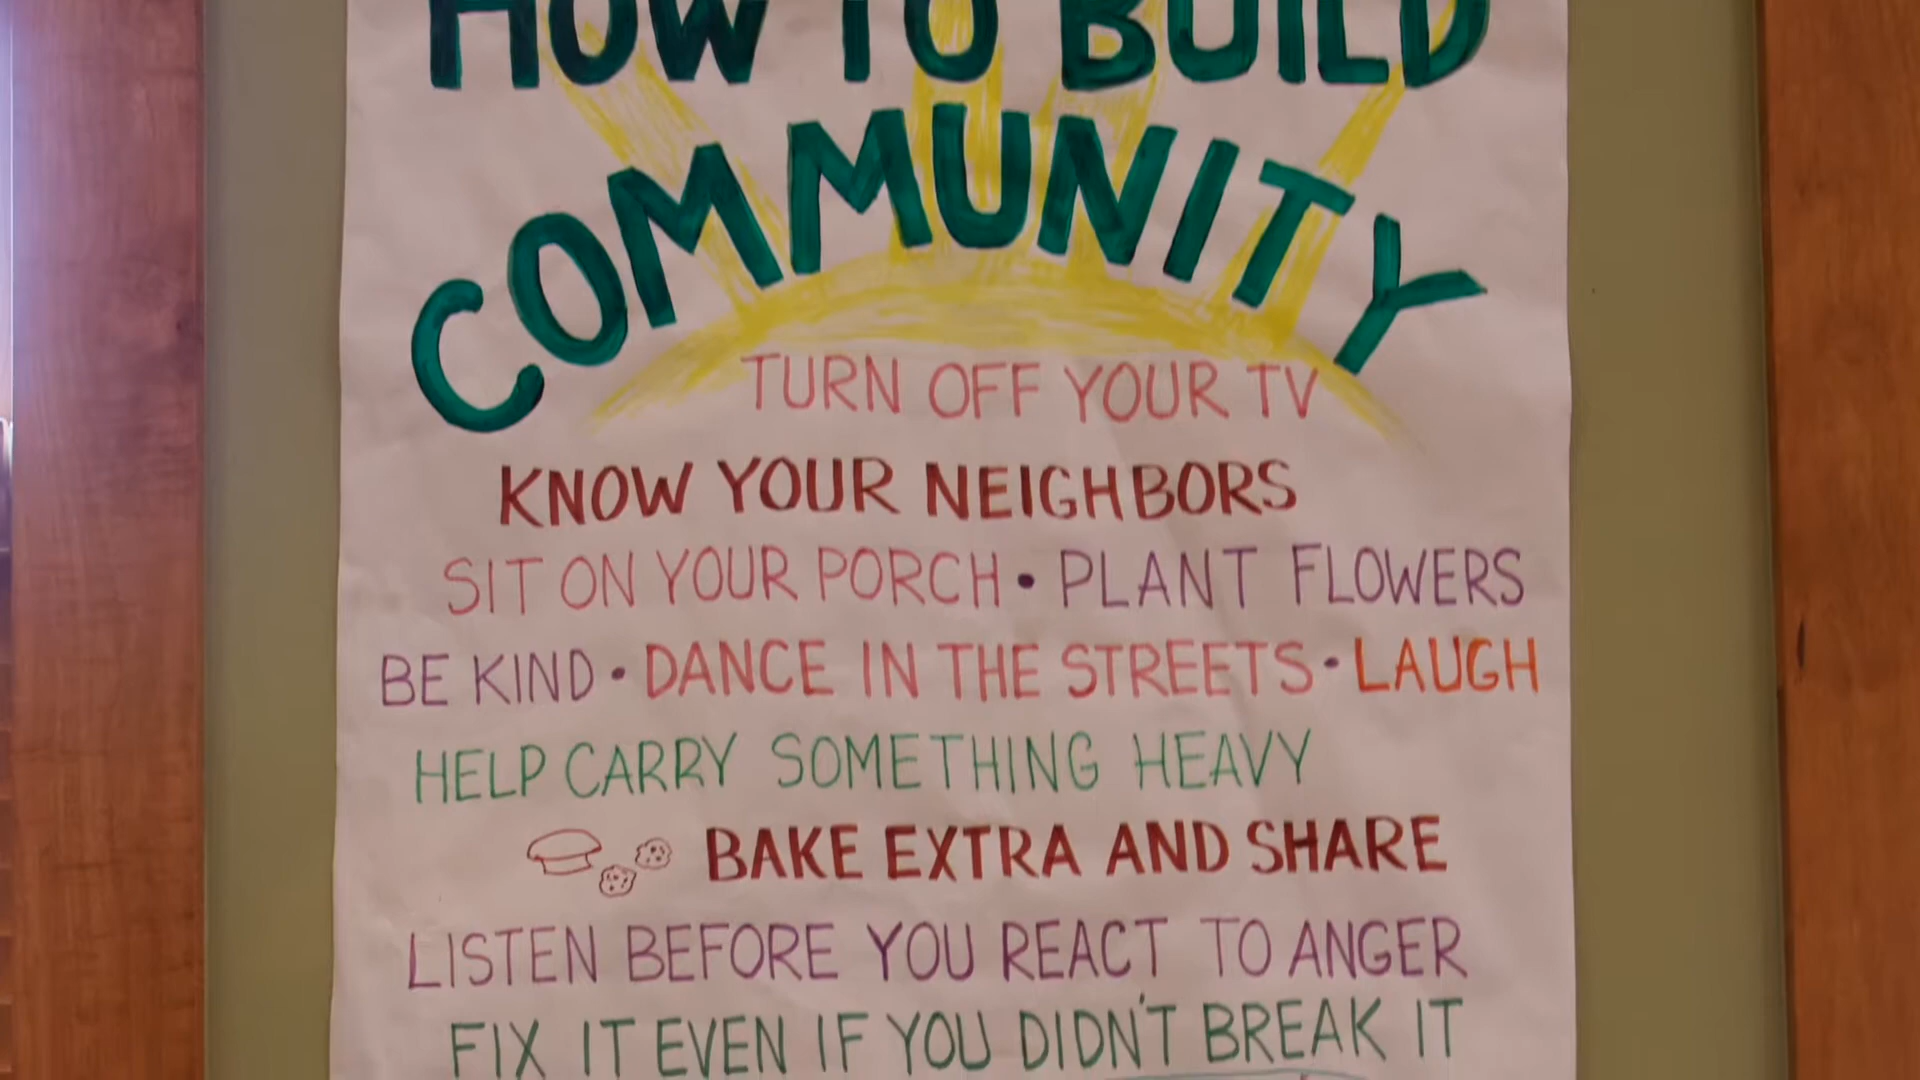 HOW TO BUILD
COMMUNITY
TURN OFF YOUR TV
KNOW YOUR NEIGHBORS
SIT ON YOUR PORCH • PLANT FLOWERS
BE KIND • DANCE IN THE STREETS • LAUGH
HELP CARRY SOMETHING HEAVY
BAKE EXTRA AND SHARE
LISTEN BEFORE YOU REACT TO ANGER
FIX IT EVEN IF YOU DIDN'T BREAK IT